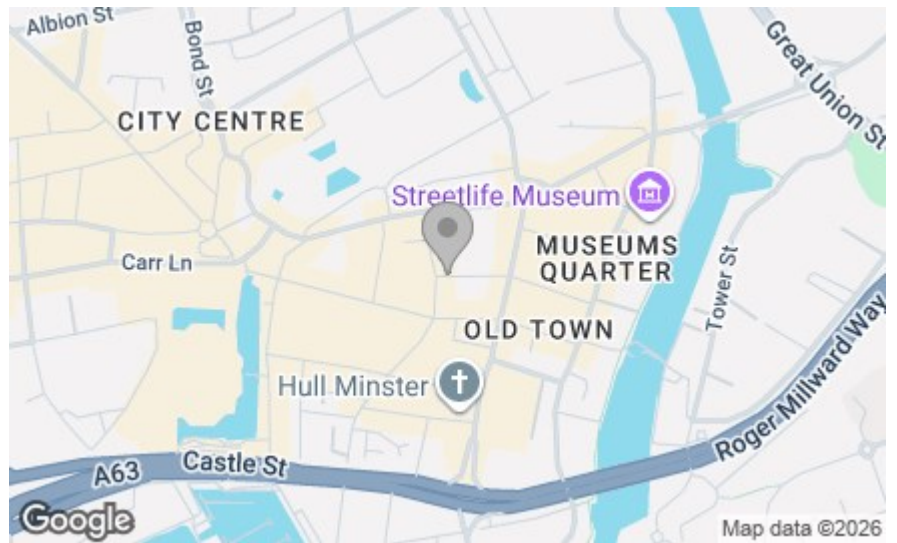 Albion St
Bond St
Great Union St
CITY CENTRE
Streetlife Museum
MUSEUMS
QUARTER
Carr Ln
Tower St
OLD TOWN
Hull Minster
Roger Millward Way
A63
Castle St
Google
Map data ©2026